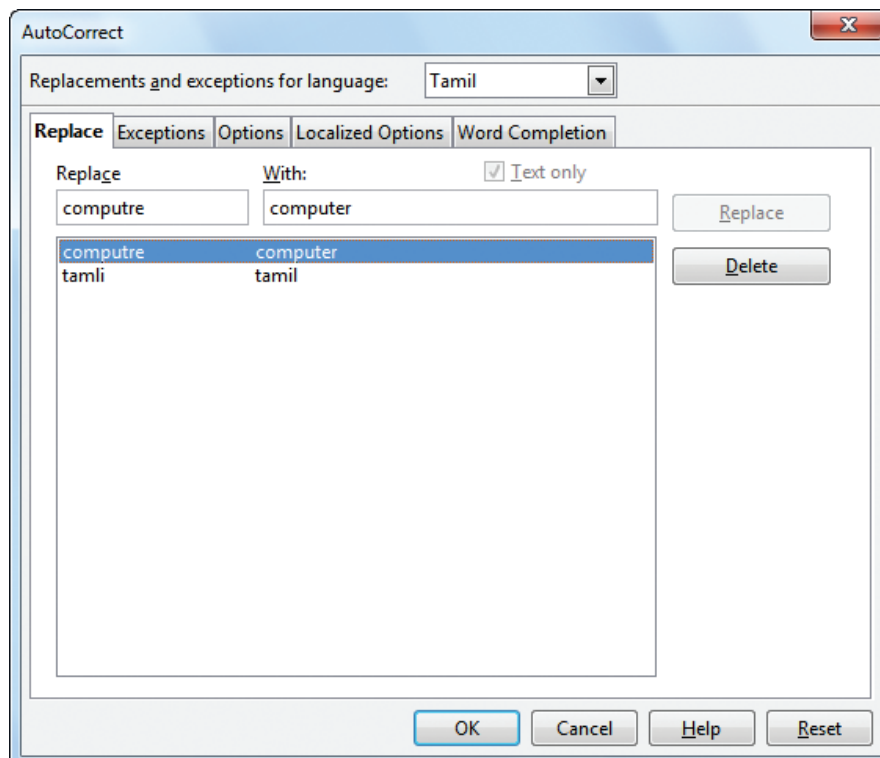 AutoCorrect
Replacements and exceptions for language: Tamil
Replace Exceptions Options Localized Options Word Completion
Replace With: Text only
computre computer Replace
computre computer
Delete
tamli tamil
OK Cancel Help Reset